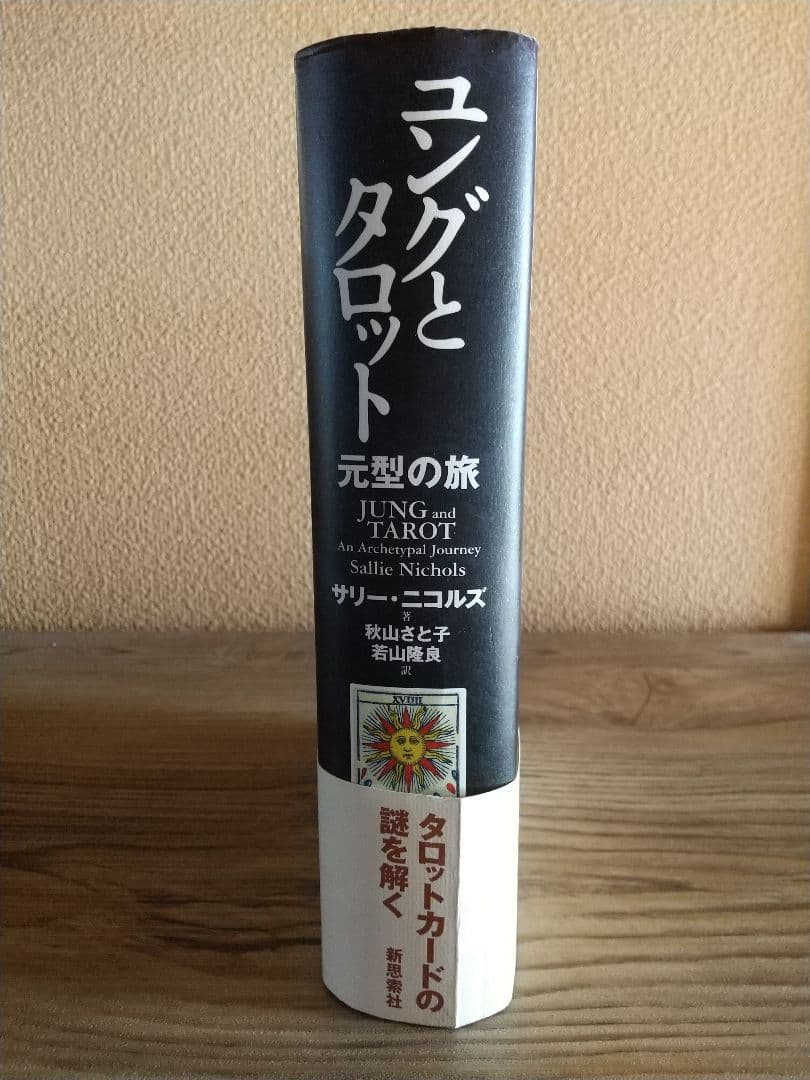 ユングと
タロット
元型の旅
JUNG and
TAROT
An Archetypal Journey
Sallie Nichols
サリー・ニコルズ
著
秋山さと子
若山隆良
訳
XVIIII
タロットカードの
謎を解く
新思索社